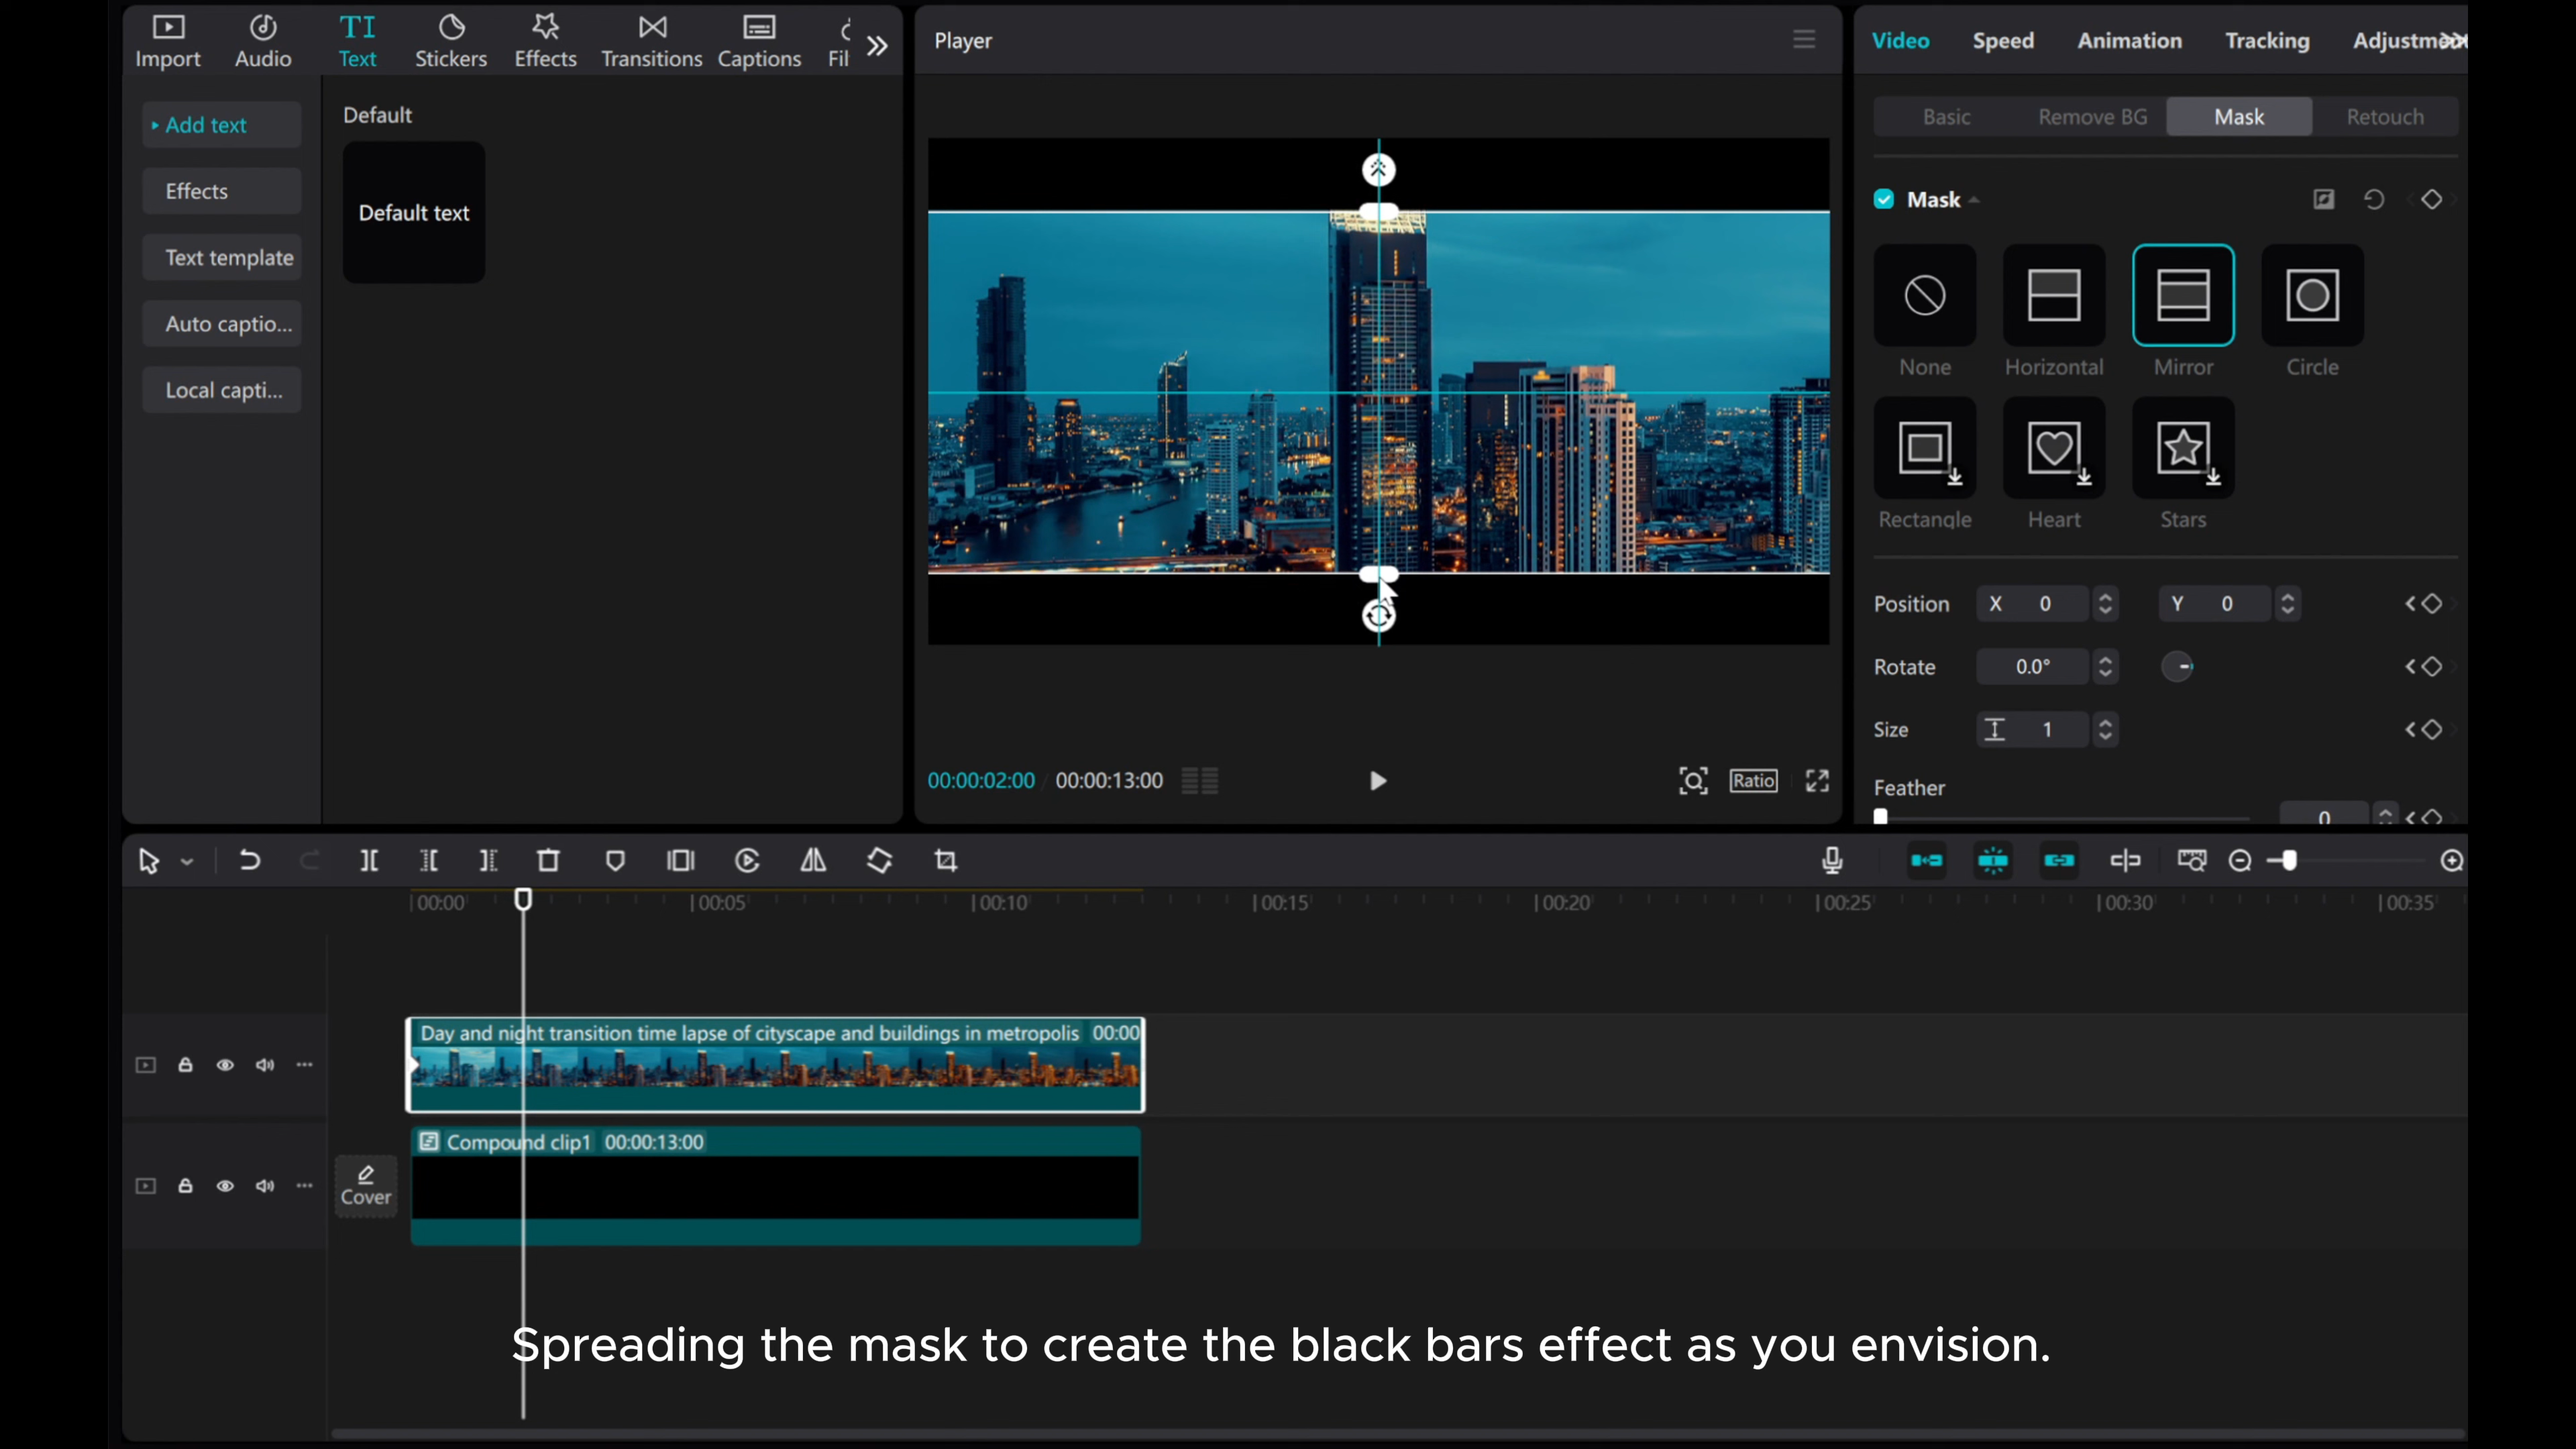 Import Audio Text Stickers Effects Transitions Captions Fil
Add text
Effects
Text template
Auto captio...
Local capti...
Default
Default text
Player
00:00:02:00 / 00:00:13:00
Ratio
Video Speed Animation Tracking Adjustm
Basic Remove BG Mask Retouch
Mask
None Horizontal Mirror Circle
Rectangle Heart Stars
Position X 0 Y 0
Rotate 0.0°
Size 1
Feather
0
00:00 00:05 00:10 00:15 00:20 00:25 00:30 00:35
Day and night transition time lapse of cityscape and buildings in metropolis 00:00
Compound clip1 00:00:13:00
Cover
Spreading the mask to create the black bars effect as you envision.